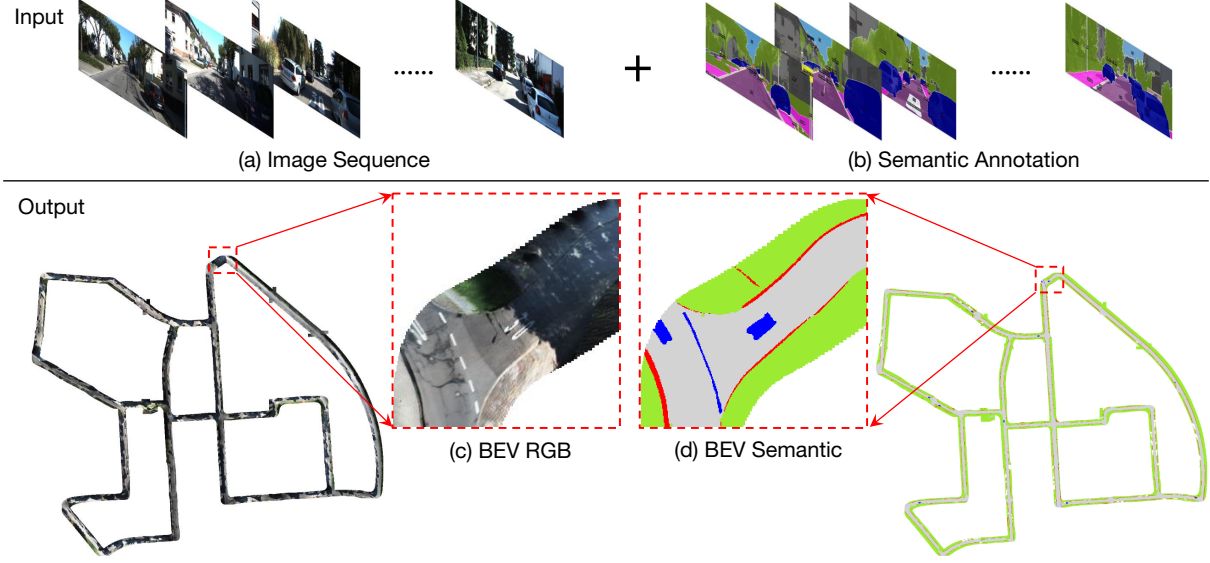 Input
......
+
......
(a) Image Sequence
(b) Semantic Annotation
Output
(c) BEV RGB
(d) BEV Semantic